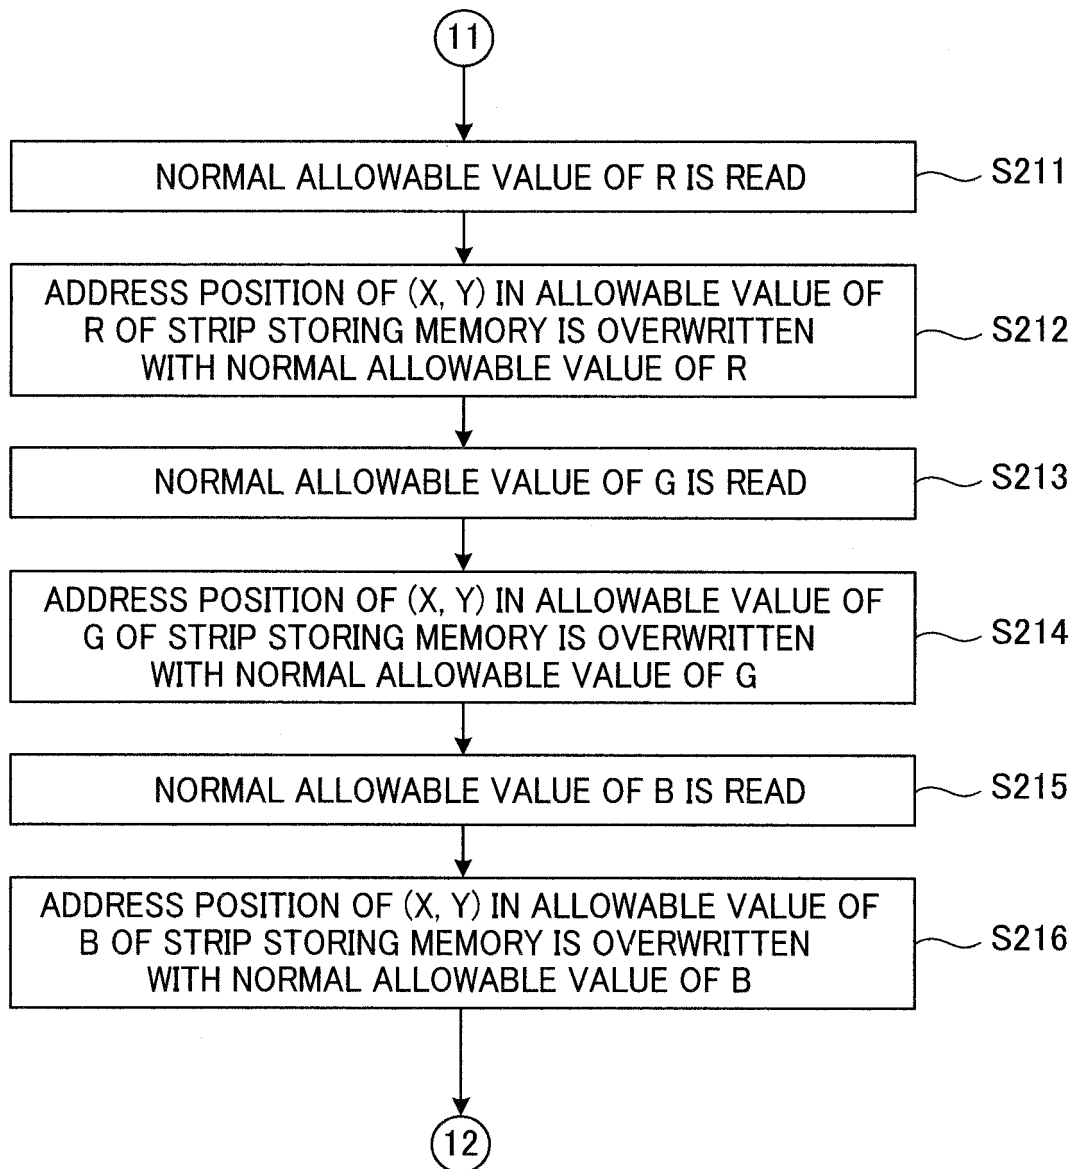 11
NORMAL ALLOWABLE VALUE OF R IS READ
S211
ADDRESS POSITION OF (X, Y) IN ALLOWABLE VALUE OF
R OF STRIP STORING MEMORY IS OVERWRITTEN
WITH NORMAL ALLOWABLE VALUE OF R
S212
NORMAL ALLOWABLE VALUE OF G IS READ
S213
ADDRESS POSITION OF (X, Y) IN ALLOWABLE VALUE OF
G OF STRIP STORING MEMORY IS OVERWRITTEN
WITH NORMAL ALLOWABLE VALUE OF G
S214
NORMAL ALLOWABLE VALUE OF B IS READ
S215
ADDRESS POSITION OF (X, Y) IN ALLOWABLE VALUE OF
B OF STRIP STORING MEMORY IS OVERWRITTEN
WITH NORMAL ALLOWABLE VALUE OF B
S216
12